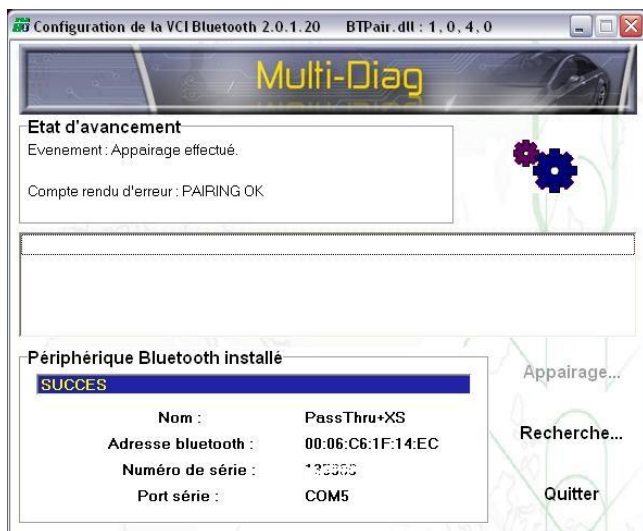 Configuration de la VCI Bluetooth 2.0.1.20 BTPair.dll : 1, 0, 4, 0
Multi-Diag
Etat d'avancement
Evenement : Appairage effectué.
Compte rendu d'erreur : PAIRING OK
Périphérique Bluetooth installé
SUCCES
Nom : PassThru+XS
Adresse bluetooth : 00:06:C6:1F:14:EC
Numéro de série :
Port série : COM5
Appairage...
Recherche...
Quitter